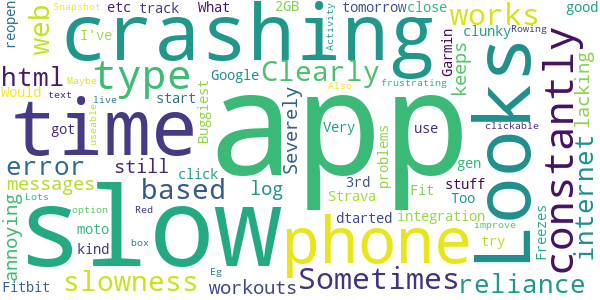 Snapshot
etc track
What
2GB
tomorrow
close
good
reopen
I've
crashing
Activity
clunky
Rowing
web
works
html
type
Google
Clearly
keeps
Garmin
Looks
constantly
lacking
Maybe
Would
text
live
start
Also
frustrating
time
app
got
useable
Buggiest
Severely
Very
use
clickable
problems
internet
error
still
click
3rd
gen
stuff
messages
based
log
Strava
Fit
Too
annoying
Lots
option
Red
slow
phone
dtarted
integration
Freezes
improve
moto
kind
box
try
Fitbit
slowness
Eg
workouts
Sometimes
reliance